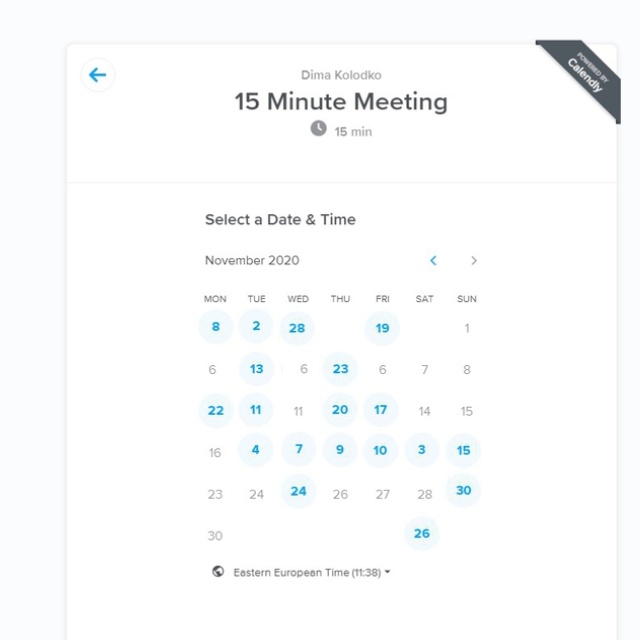 Dima Kolodko
15 Minute Meeting
15 min
POWERED BY
Calendly
Select a Date & Time
November 2020
MON TUE WED THU FRI SAT SUN
8 2 28 19 1
6 13 6 23 6 7 8
22 11 11 20 17 14 15
16 4 7 9 10 3 15
23 24 24 26 27 28 30
30 26
Eastern European Time (11:38)